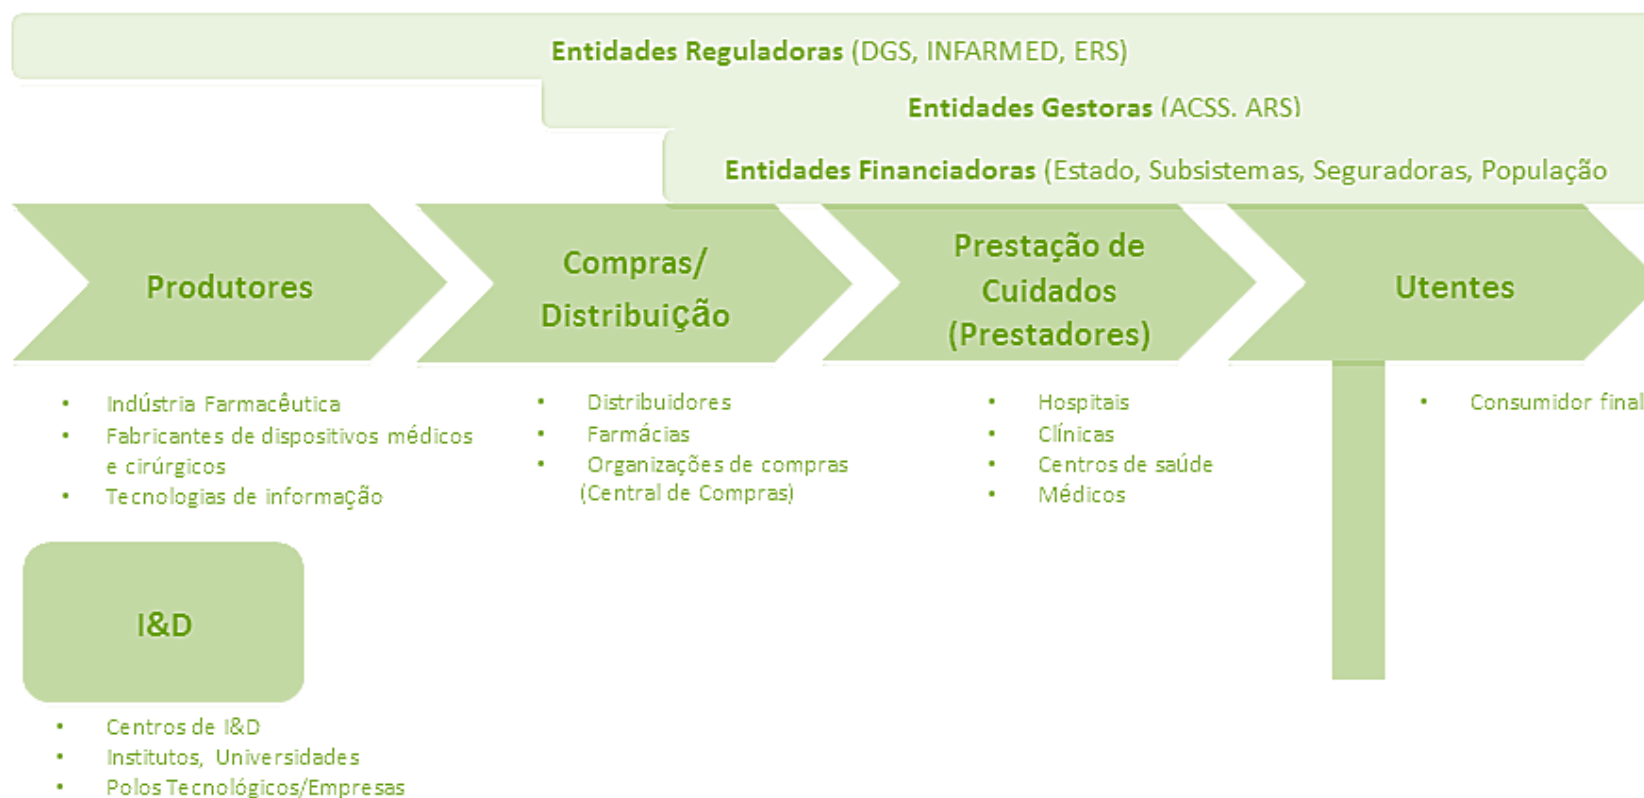 Entidades Reguladoras (DGS, INFARMED, ERS)
Entidades Gestoras (ACSS. ARS)
Entidades Financiadoras (Estado, Subsistemas, Seguradoras, População
Produtores
Compras/
Distribuição
Prestação de
Cuidados
(Prestadores)
Utentes
• Indústria Farmacêutica
• Fabricantes de dispositivos médicos
e cirúrgicos
• Tecnologias de informação
• Distribuidores
• Farmácias
• Organizações de compras
(Central de Compras)
• Hospitais
• Clínicas
• Centros de saúde
• Médicos
• Consumidor final
I&D
• Centros de I&D
• Institutos, Universidades
• Polos Tecnológicos/Empresas